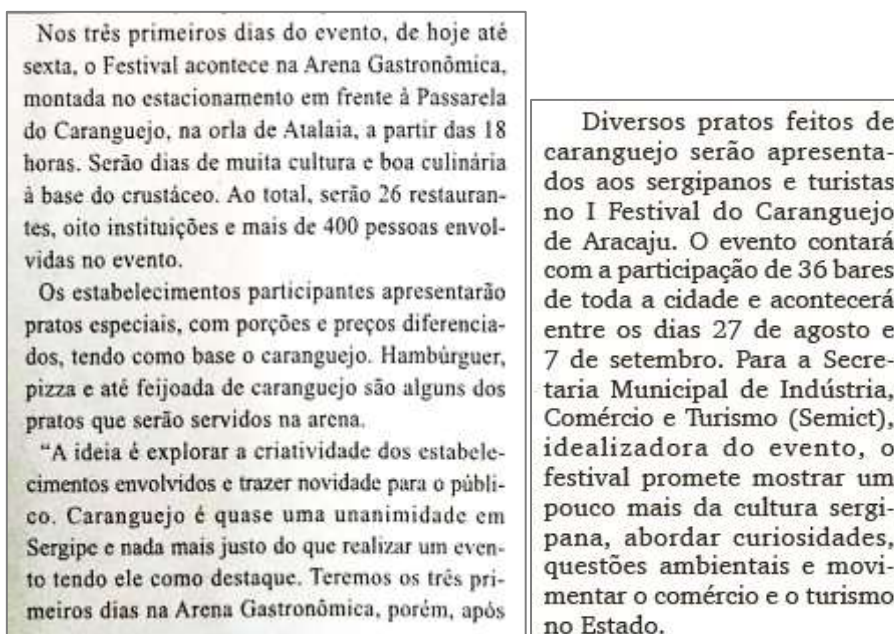 Nos três primeiros dias do evento, de hoje até
sexta, o Festival acontece na Arena Gastronômica,
montada no estacionamento em frente à Passarela
do Caranguejo, na orla de Atalaia, a partir das 18
horas. Serão dias de muita cultura e boa culinária
à base do crustáceo. Ao total, serão 26 restauran-
tes, oito instituições e mais de 400 pessoas envol-
vidas no evento.
Os estabelecimentos participantes apresentarão
pratos especiais, com porções e preços diferencia-
dos, tendo como base o caranguejo. Hambúrguer,
pizza e até feijoada de caranguejo são alguns dos
pratos que serão servidos na arena.
“A ideia é explorar a criatividade dos estabele-
cimentos envolvidos e trazer novidade para o públi-
co. Caranguejo é quase uma unanimidade em
Sergipe e nada mais justo do que realizar um even-
to tendo ele como destaque. Teremos os três pri-
meiros dias na Arena Gastronômica, porém, após
Diversos pratos feitos de
caranguejo serão apresenta-
dos aos sergipanos e turistas
no I Festival do Caranguejo
de Aracaju. O evento contará
com a participação de 36 bares
de toda a cidade e acontecerá
entre os dias 27 de agosto e
7 de setembro. Para a Secre-
taria Municipal de Indústria,
Comércio e Turismo (Semict),
idealizadora do evento, o
festival promete mostrar um
pouco mais da cultura sergi-
pana, abordar curiosidades,
questões ambientais e movi-
mentar o comércio e o turismo
no Estado.